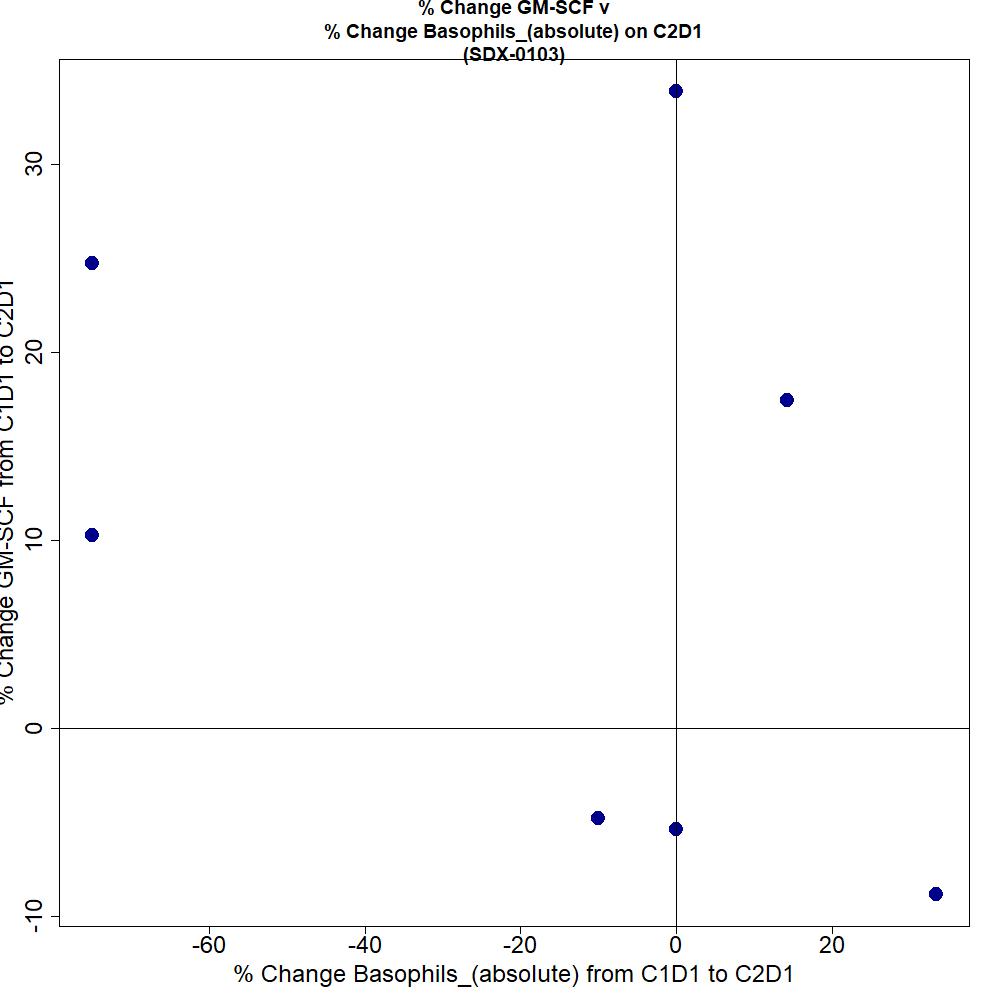 % Change GM-SCF v
% Change Basophils_(absolute) on C2D1
(SDX-0103)
% Change GM-SCF from C1D1 to C2D1
30
20
10
0
-10
-60
-40
-20
0
20
% Change Basophils_(absolute) from C1D1 to C2D1